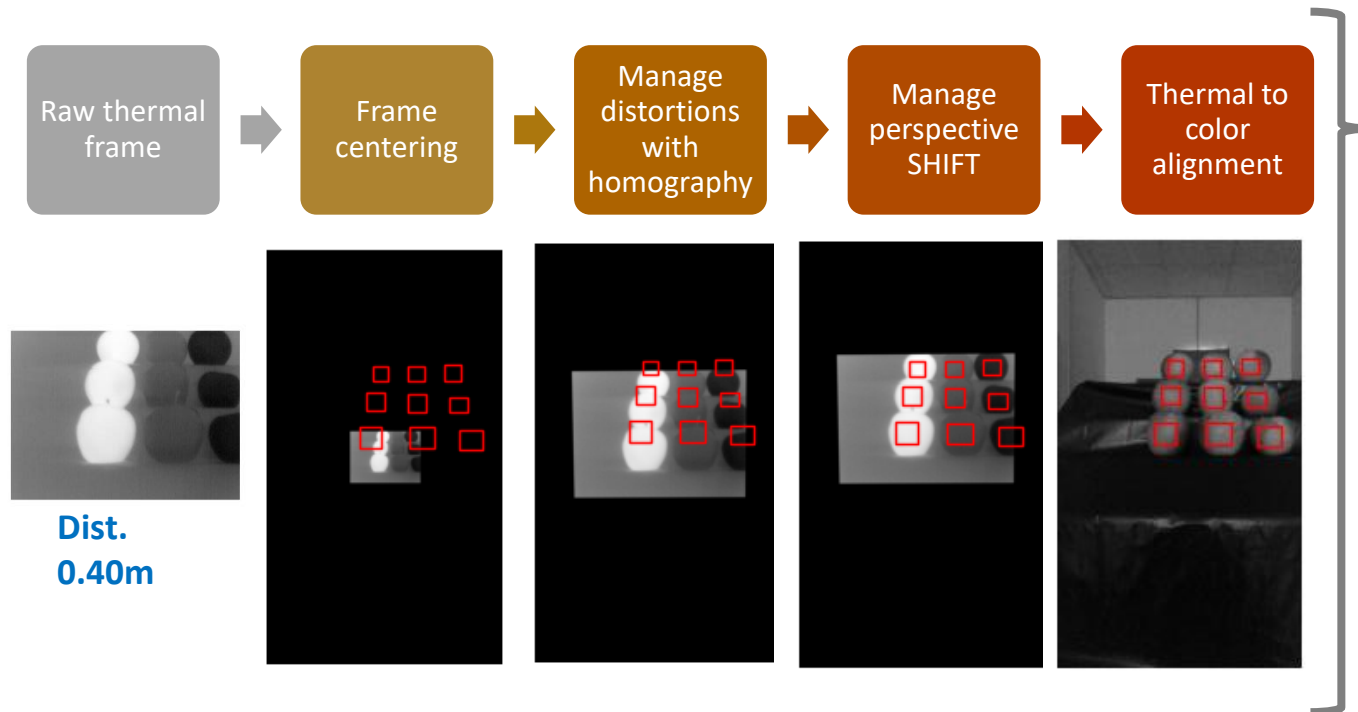 Raw thermal
frame
Frame
centering
Manage
distortions
with
homography
Manage
perspective
SHIFT
Thermal to
color
alignment
Dist.
0.40m